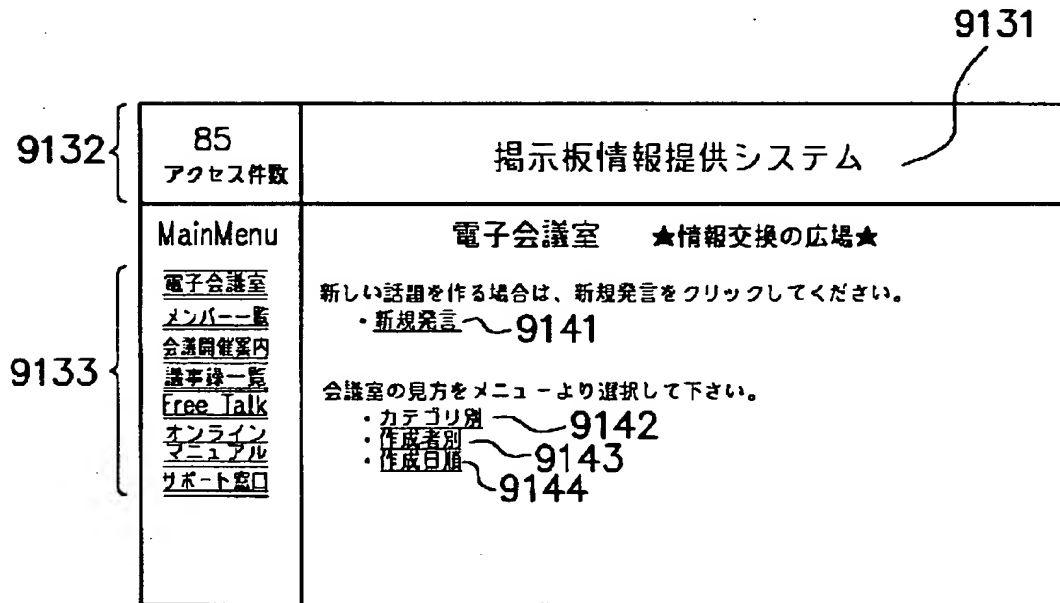 9131
9132
85
アクセス件数
掲示板情報提供システム
MainMenu
電子会議室 ★情報交換の広場★
9133
電子会議室
メンバー一覧
会議開催案内
議事録一覧
Free Talk
オンライン
マニュアル
サポート窓口
新しい話題を作る場合は、新規発言をクリックしてください。
・新規発言 9141
会議室の見方をメニューより選択して下さい。
・カテゴリ別 9142
・作成者別 9143
・作成日順 9144